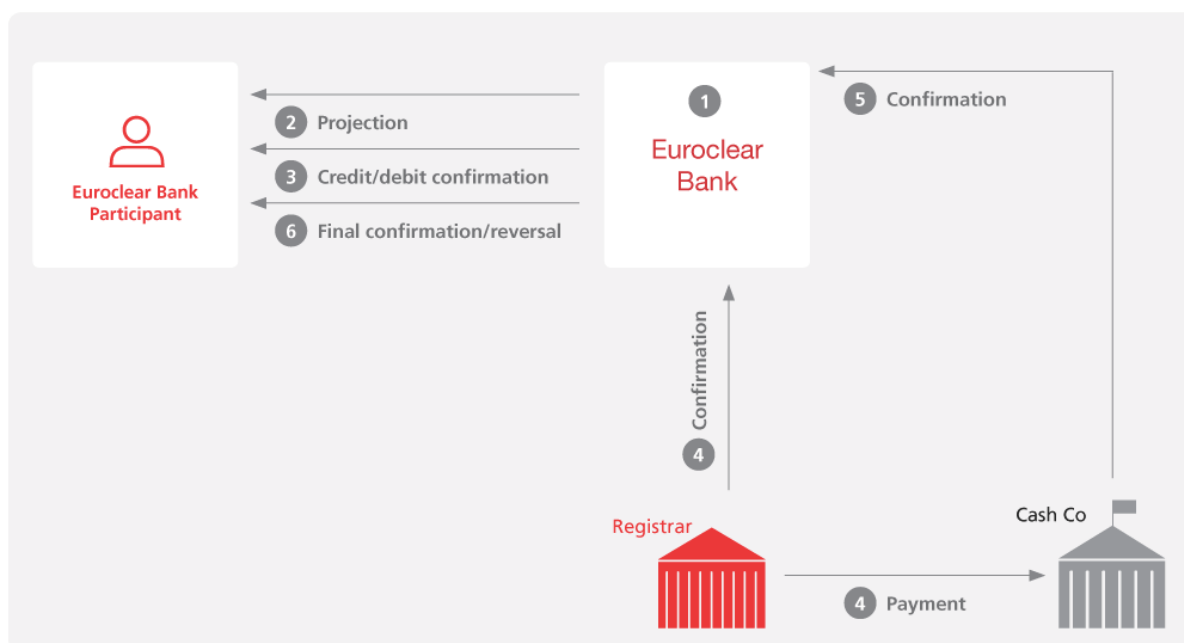 1
Euroclear
Bank
5 Confirmation
2 Projection
3 Credit/debit confirmation
6 Final confirmation/reversal
Euroclear Bank
Participant
4 Confirmation
Registrar
Cash Co
4 Payment